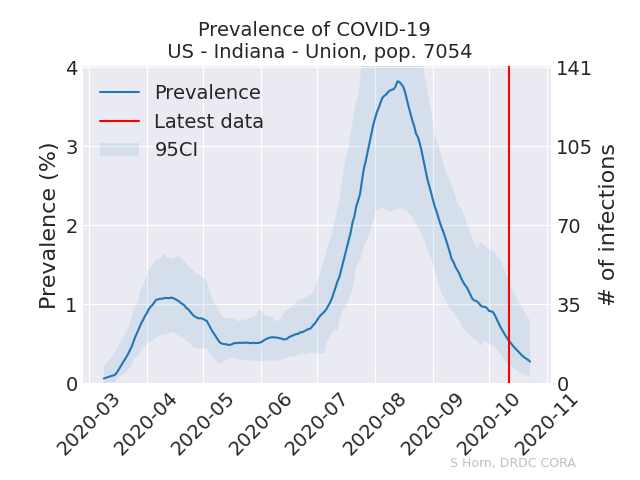 Prevalence of COVID-19
US - Indiana - Union, pop. 7054
Prevalence
Latest data
95CI
Prevalence (%)
4
3
2
1
0
# of infections
141
105
70
35
0
2020-03
2020-04
2020-05
2020-06
2020-07
2020-08
2020-09
2020-10
2020-11
S Horn, DRDC CORA